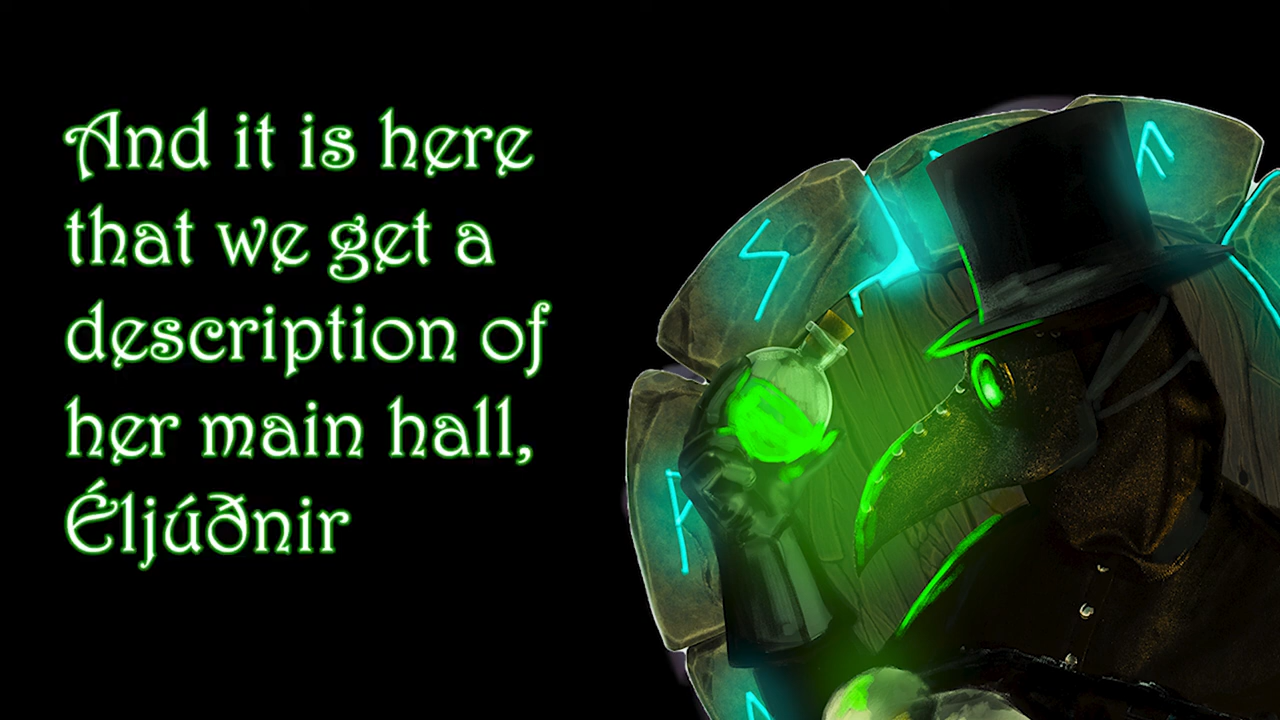 And it is here
that we get a
description of
her main hall,
Éljúðnir